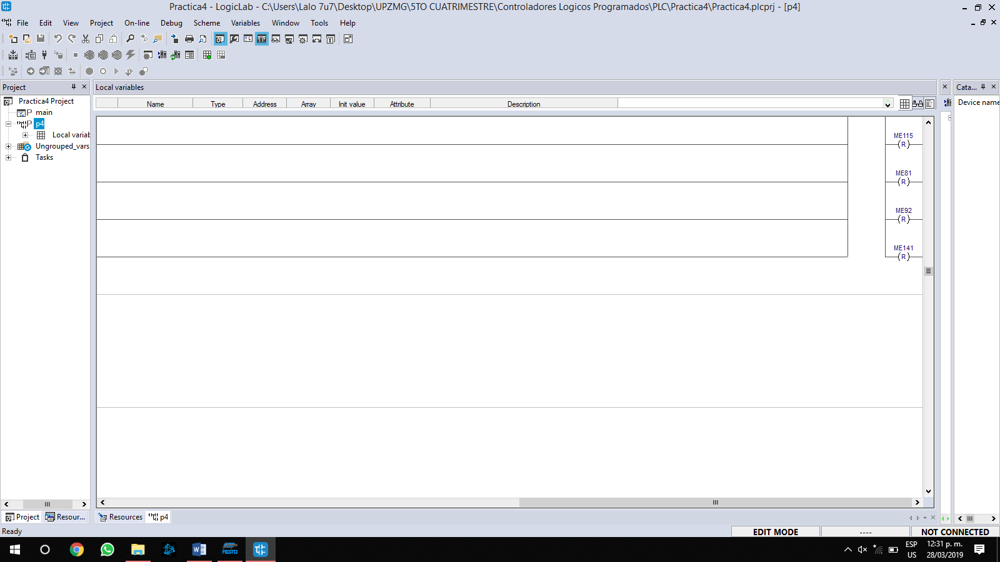 Practica4 - LogicLab - C:\Users\Lalo 7u7\Desktop\UPZMG\5TO CUATRIMESTRE\Controladores Logicos Programados\PLC\Practica4\Practica4.plcprj - [p4]
File Edit View Project On-line Debug Scheme Variables Window Tools Help
Project
Local variables
Cata...
Practica4 Project
main
p4
Local variab
Ungrouped_vars
Tasks
Name Type Address Array Init value Attribute Description
Device name
ME115
(R)
ME81
(R)
ME92
(R)
ME141
(R)
Project Resour...
Resources p4
Ready
EDIT MODE
----
NOT CONNECTED
FESTO
ESP
US
12:31 p. m.
28/03/2019